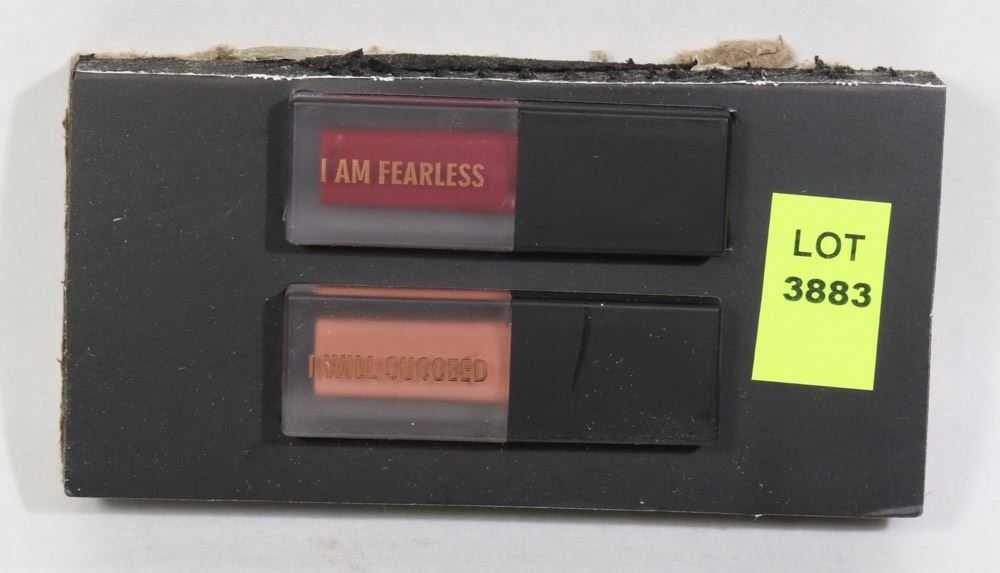 I AM FEARLESS
I WILL SUCCEED
LOT
3883